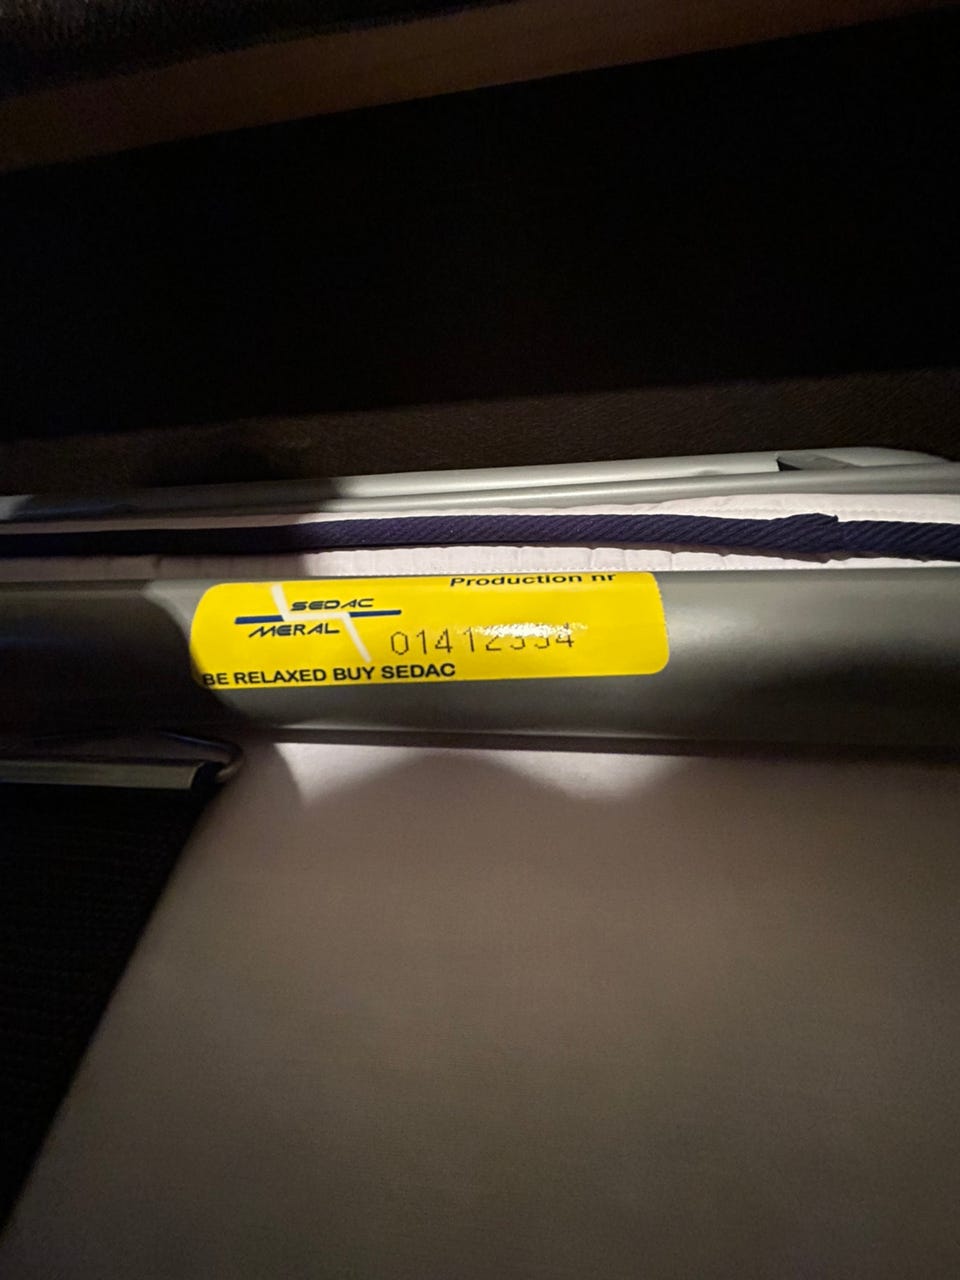 Production nr
SEDAC
MERAL
BE RELAXED BUY SEDAC